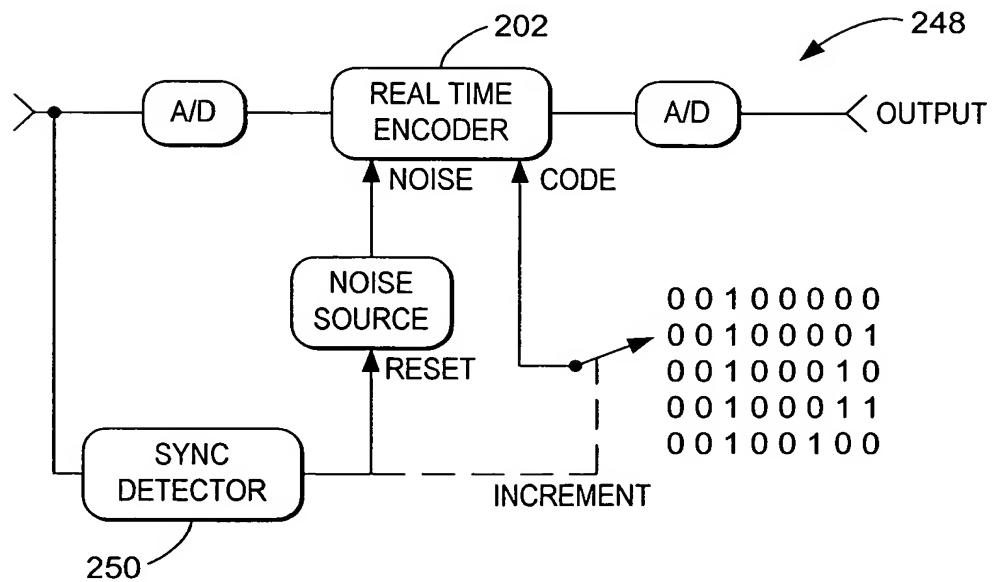 202
248
A/D
REAL TIME
ENCODER
A/D
OUTPUT
NOISE
CODE
NOISE
SOURCE
0 0 1 0 0 0 0 0
0 0 1 0 0 0 0 1
0 0 1 0 0 0 1 0
0 0 1 0 0 0 1 1
0 0 1 0 0 1 0 0
RESET
SYNC
DETECTOR
INCREMENT
250